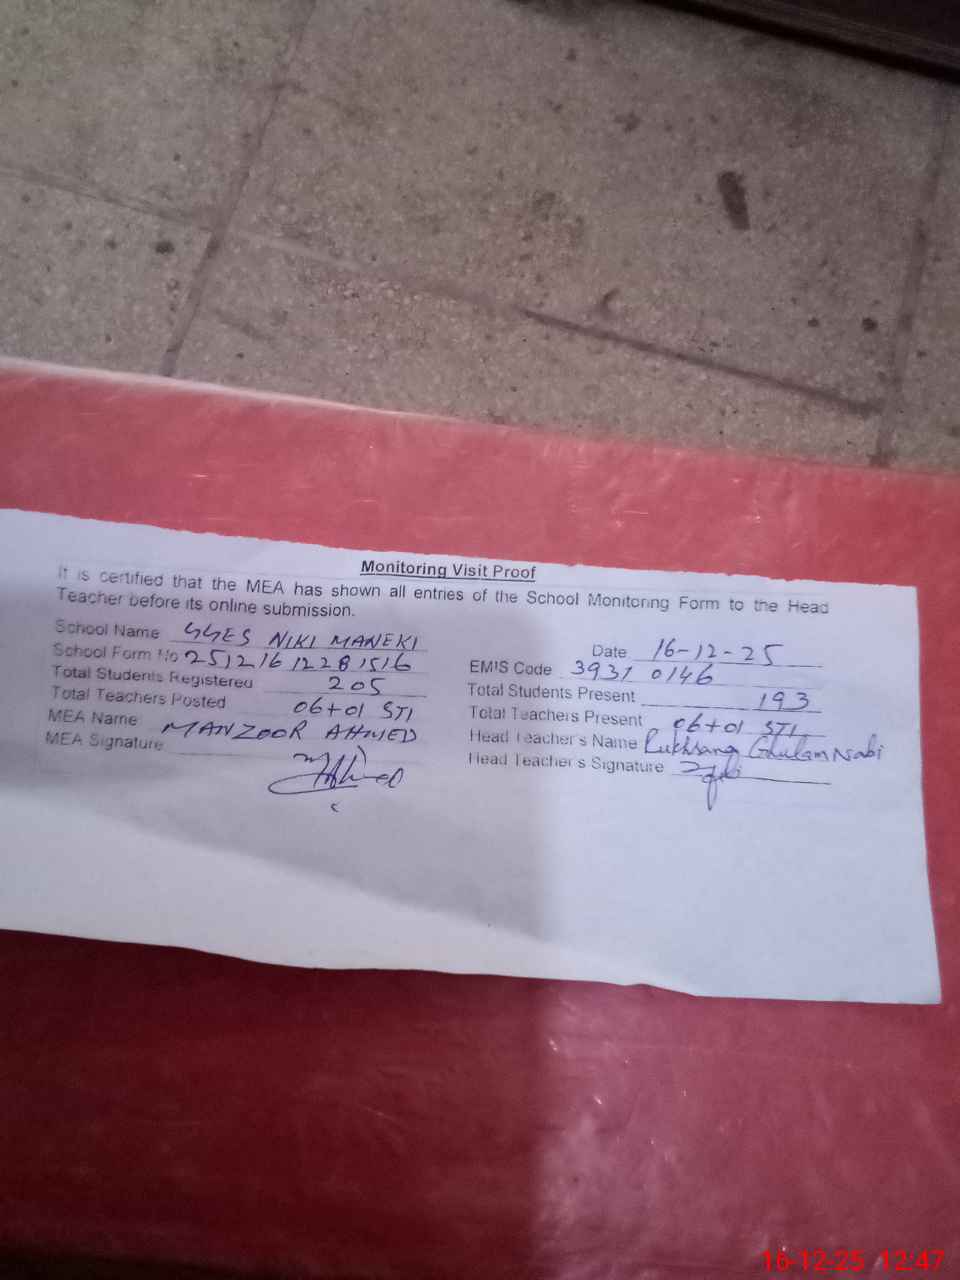 Monitoring Visit Proof
It is certified that the MEA has shown all entries of the School Monitoring Form to the Head
Teacher before its online submission.
School Name GGES NIKI MANEKI
Date 16-12-25
School Form No 25121612281516
EMIS Code 39310146
Total Students Registered 205
Total Students Present 193
Total Teachers Posted 06+01 STI
Total Teachers Present 06+01 STI
MEA Name MANZOOR AHMED
Head Teacher's Name Rukhsana Ghulam Nabi
MEA Signature
Head Teacher's Signature
16-12-25 12:47